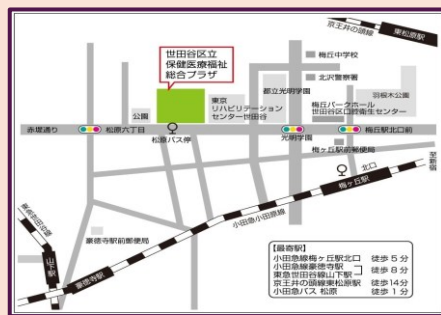 京王井の頭線
東松原駅
世田谷区立
保健医療福祉
総合プラザ
梅丘中学校
北沢警察署
都立光明学園
羽根木公園
公園
東京
リハビリテーション
センター世田谷
梅丘パークホール
世田谷区口腔衛生センター
赤堤通り
松原六丁目
松原バス停
光明学園
梅ヶ丘駅北口前
梅ヶ丘駅前郵便局
北口
梅ヶ丘駅
小田急小田原線
豪徳寺駅前郵便局
山下駅
豪徳寺駅
【最寄駅】
小田急線梅ヶ丘駅北口 徒歩 5 分
小田急線豪徳寺駅
東急世田谷線山下駅 徒歩 8 分
京王井の頭線東松原駅 徒歩14分
小田急バス 松原 徒歩 1 分